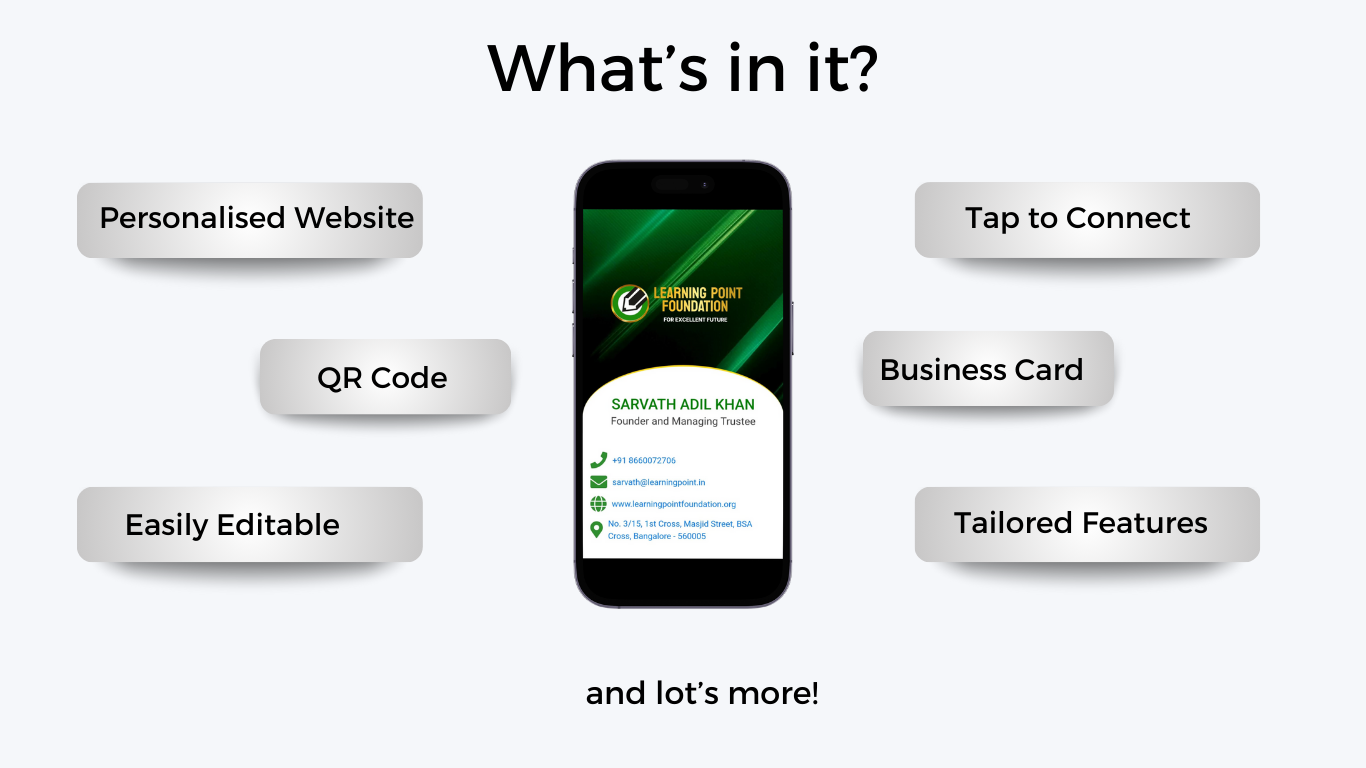 What’s in it?
Personalised Website
Tap to Connect
QR Code
Business Card
Easily Editable
Tailored Features
LEARNING POINT
FOUNDATION
FOR EXCELLENT FUTURE
SARVATH ADIL KHAN
Founder and Managing Trustee
+91 8660072706
sarvath@learningpoint.in
www.learningpointfoundation.org
No. 3/15, 1st Cross, Masjid Street, BSA
Cross, Bangalore - 560005
and lot’s more!